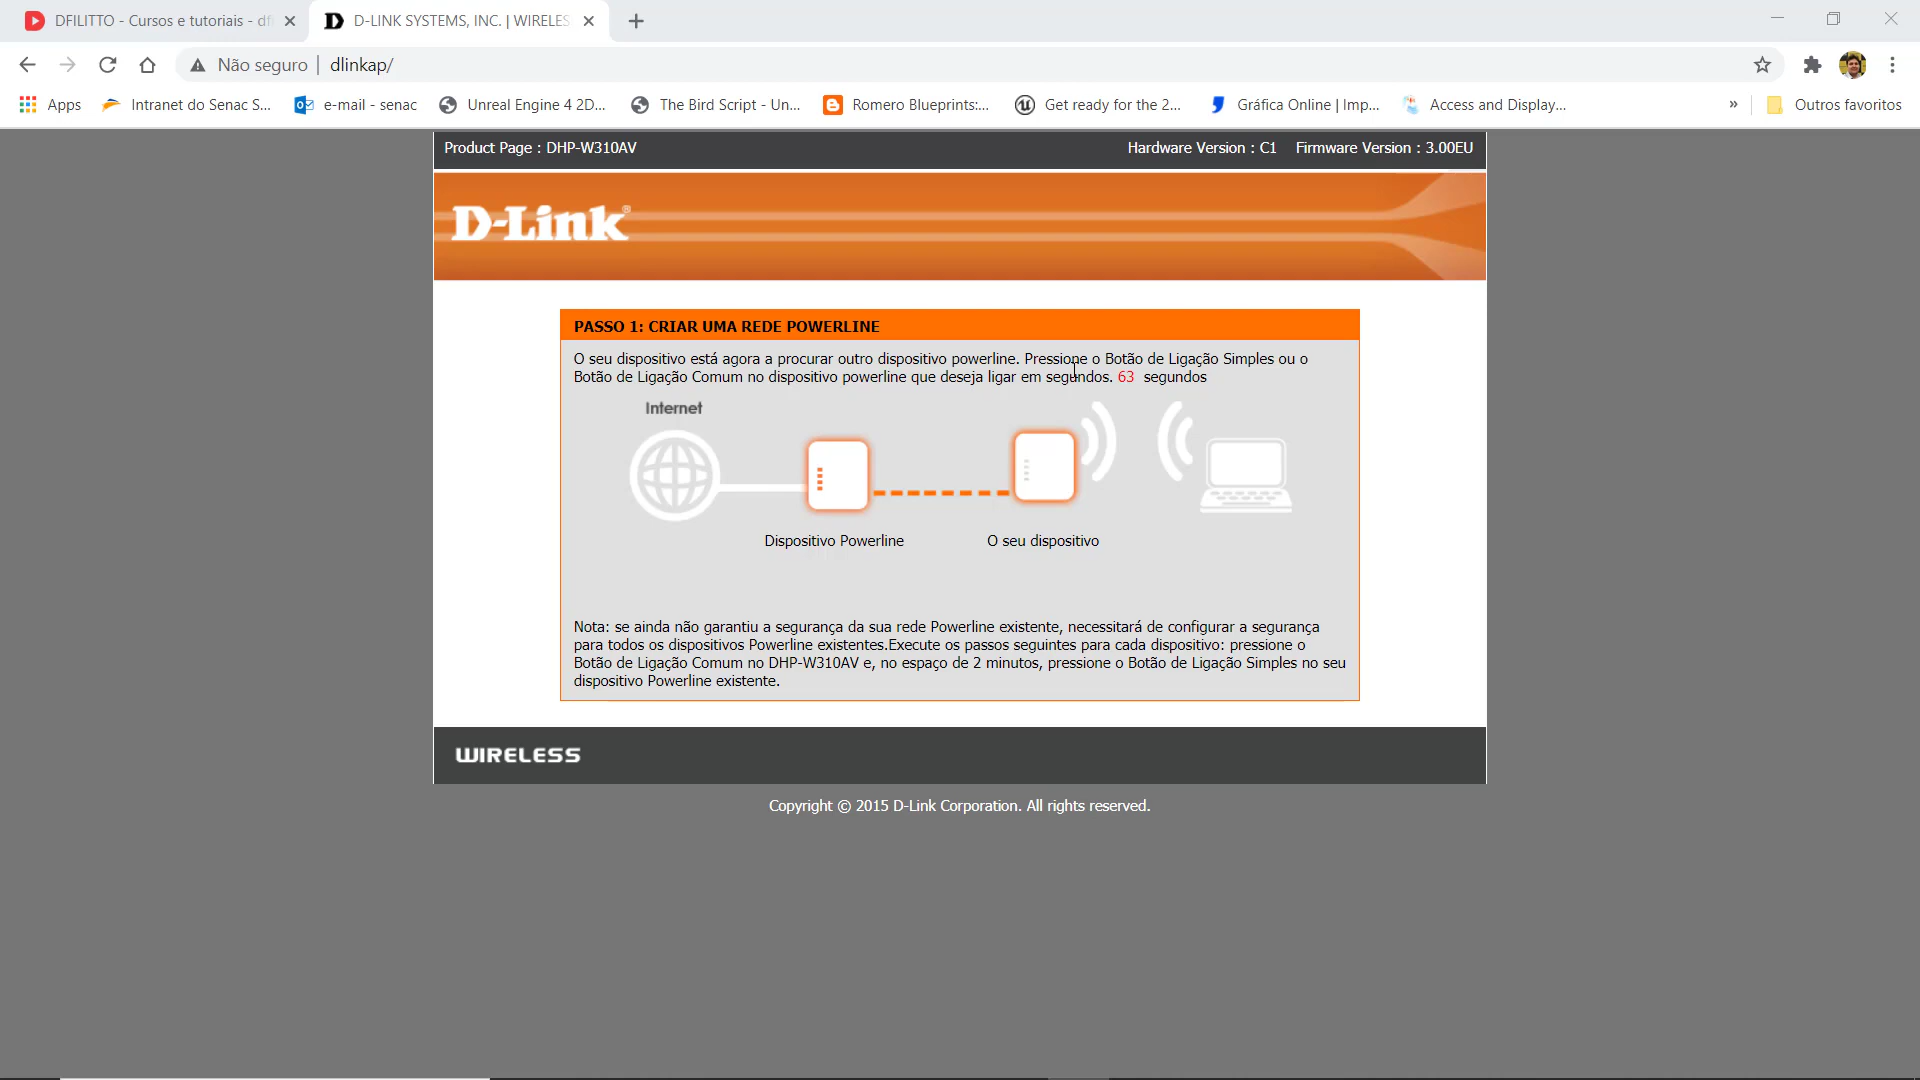 DFILITTO - Cursos e tutoriais - dfi
D-LINK SYSTEMS, INC. | WIRELES
Não seguro | dlinkap/
Apps
Intranet do Senac S...
e-mail - senac
Unreal Engine 4 2D...
The Bird Script - Un...
Romero Blueprints:...
Get ready for the 2...
Gráfica Online | Imp...
Access and Display...
»
Outros favoritos
Product Page : DHP-W310AV
Hardware Version : C1
Firmware Version : 3.00EU
D-Link®
PASSO 1: CRIAR UMA REDE POWERLINE
O seu dispositivo está agora a procurar outro dispositivo powerline. Pressione o Botão de Ligação Simples ou o
Botão de Ligação Comum no dispositivo powerline que deseja ligar em segundos. 63 segundos
Internet
Dispositivo Powerline
O seu dispositivo
Nota: se ainda não garantiu a segurança da sua rede Powerline existente, necessitará de configurar a segurança
para todos os dispositivos Powerline existentes.Execute os passos seguintes para cada dispositivo: pressione o
Botão de Ligação Comum no DHP-W310AV e, no espaço de 2 minutos, pressione o Botão de Ligação Simples no seu
dispositivo Powerline existente.
WIRELESS
Copyright © 2015 D-Link Corporation. All rights reserved.